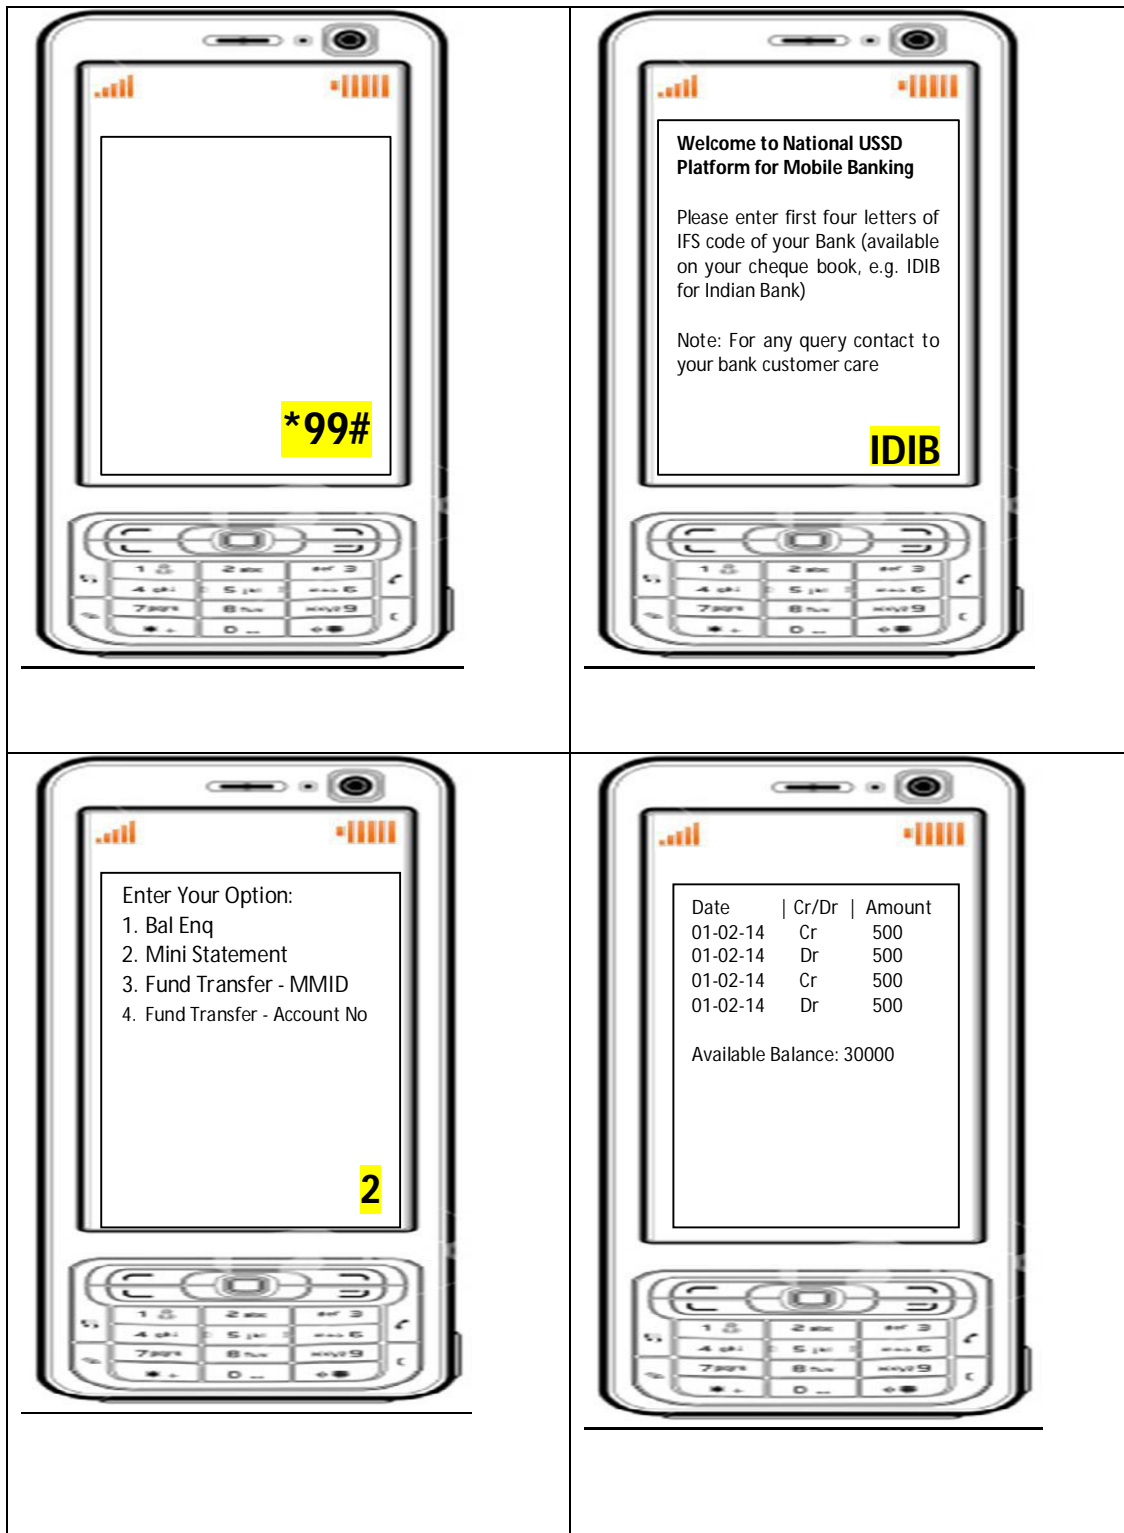 *99#
Welcome to National USSD
Platform for Mobile Banking
Please enter first four letters of
IFS code of your Bank (available
on your cheque book, e.g. IDIB
for Indian Bank)
Note: For any query contact to
your bank customer care
IDIB
Enter Your Option:
1. Bal Enq
2. Mini Statement
3. Fund Transfer - MMID
4. Fund Transfer - Account No
2
Date | Cr/Dr | Amount
01-02-14 Cr 500
01-02-14 Dr 500
01-02-14 Cr 500
01-02-14 Dr 500
Available Balance: 30000